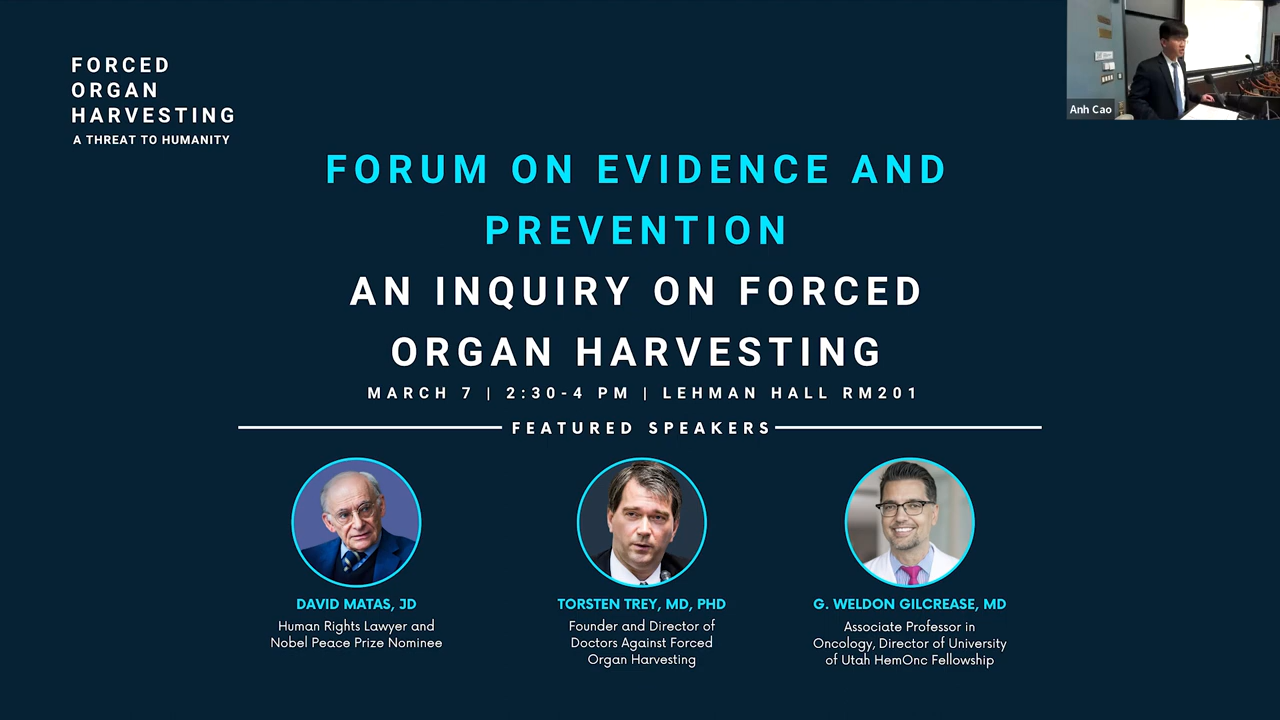 FORCED
ORGAN
HARVESTING
A THREAT TO HUMANITY
Anh Cao
FORUM ON EVIDENCE AND
PREVENTION
AN INQUIRY ON FORCED
ORGAN HARVESTING
MARCH 7 | 2:30-4 PM | LEHMAN HALL RM201
FEATURED SPEAKERS
DAVID MATAS, JD
Human Rights Lawyer and
Nobel Peace Prize Nominee
TORSTEN TREY, MD, PHD
Founder and Director of
Doctors Against Forced
Organ Harvesting
G. WELDON GILCREASE, MD
Associate Professor in
Oncology, Director of University
of Utah HemOnc Fellowship